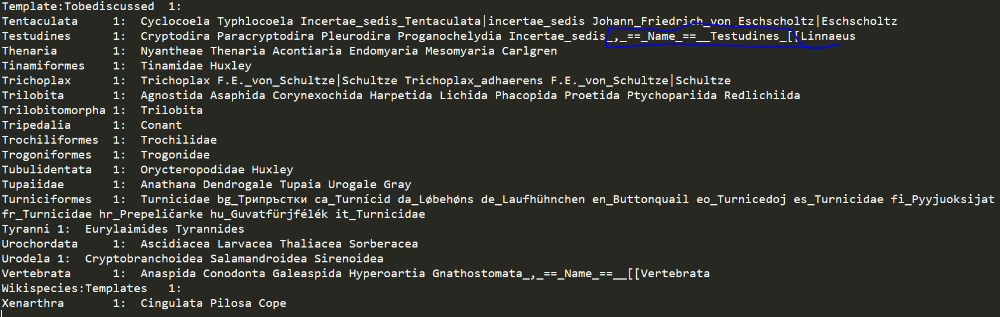 Template:Tobediscussed 1:
Tentaculata 1: Cyclocoela Typhlocoela Incertae_sedis_Tentaculata|incertae_sedis Johann_Friedrich_von_Eschscholtz|Eschscholtz
Testudines 1: Cryptodira Paracryptodira Pleurodira Proganochelydia Incertae_sedis_,_==_Name_==__Testudines_[[Linnaeus
Thenaria 1: Nyantheae Thenaria Acontiaria Endomyaria Mesomyaria Carlgren
Tinamiformes 1: Tinamidae Huxley
Trichoplax 1: Trichoplax F.E._von_Schultze|Schultze Trichoplax_adhaerens F.E._von_Schultze|Schultze
Trilobita 1: Agnostida Asaphida Corynexochida Harpetida Lichida Phacopida Proetida Ptychopariida Redlichiida
Trilobitomorpha 1: Trilobita
Tripedalia 1: Conant
Trochiliformes 1: Trochilidae
Trogoniformes 1: Trogonidae
Tubulidentata 1: Orycteropodidae Huxley
Tupaiidae 1: Anathana Dendrogale Tupaia Urogale Gray
Turniciformes 1: Turnicidae bg_Трипръстки ca_Turnícid da_Løbehøns de_Laufhühnchen en_Buttonquail eo_Turnicedoj es_Turnicidae fi_Pyyjuoksijat
fr_Turnicidae hr_Prepeličarke hu_Guvatfürjfélék it_Turnicidae
Tyranni 1: Eurylaimides Tyrannides
Urochordata 1: Ascidiacea Larvacea Thaliacea Sorberacea
Urodela 1: Cryptobranchoidea Salamandroidea Sirenoidea
Vertebrata 1: Anaspida Conodonta Galeaspida Hyperoartia Gnathostomata_,_==_Name_==__[[Vertebrata
Wikispecies:Templates 1:
Xenarthra 1: Cingulata Pilosa Cope